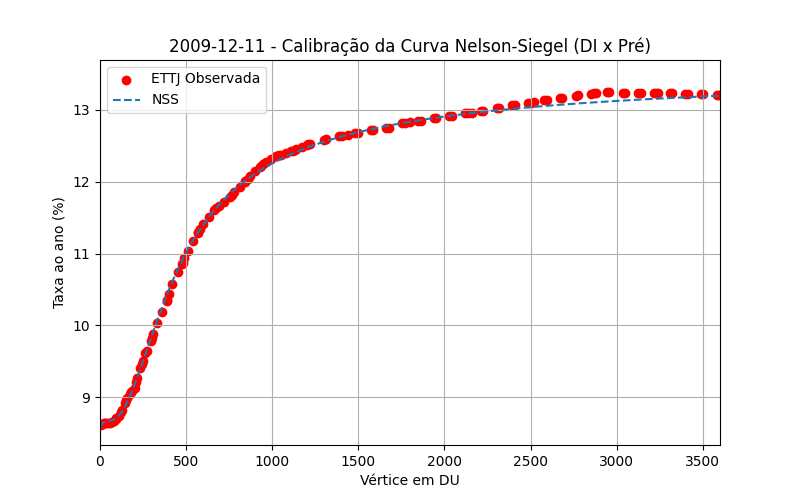 2009-12-11 - Calibração da Curva Nelson-Siegel (DI x Pré)
ETTJ Observada
NSS
Taxa ao ano (%)
13
12
11
10
9
0 500 1000 1500 2000 2500 3000 3500
Vértice em DU